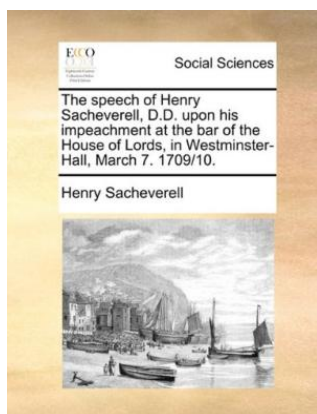 ECCO
Social Sciences
The speech of Henry
Sacheverell, D.D. upon his
impeachment at the bar of the
House of Lords, in Westminster-
Hall, March 7. 1709/10.
Henry Sacheverell